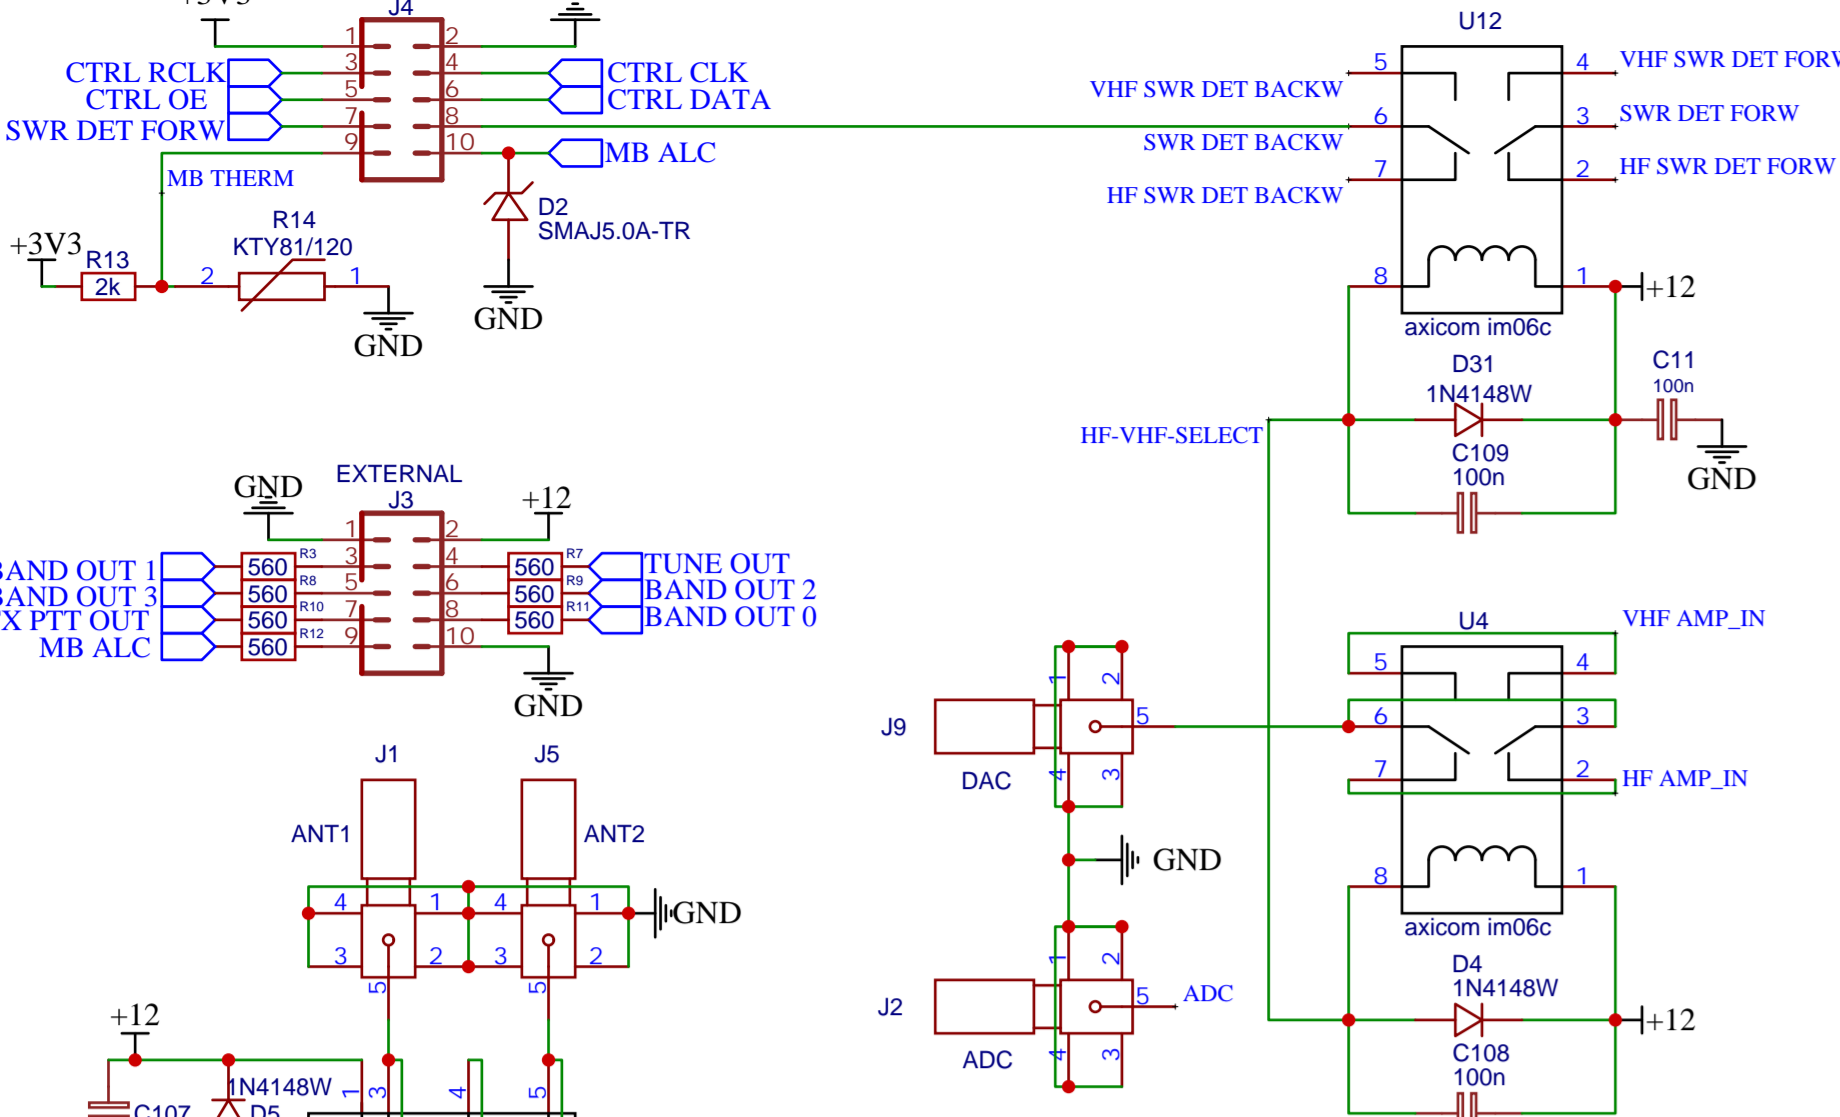 +3V3
J4
1
2
3
4
5
6
7
8
9
10
CTRL RCLK
CTRL OE
SWR DET FORW
CTRL CLK
CTRL DATA
MB ALC
MB THERM
D2
SMAJ5.0A-TR
GND
+3V3
R13
2k
R14
KTY81/120
2
1
GND
U12
5
4
6
3
7
2
8
1
VHF SWR DET BACKW
SWR DET BACKW
HF SWR DET BACKW
VHF SWR DET FORW
SWR DET FORW
HF SWR DET FORW
+12
axicom im06c
D31
1N4148W
C11
100n
GND
C109
100n
HF-VHF-SELECT
EXTERNAL
J3
GND
+12
1
2
3
4
5
6
7
8
9
10
BAND OUT 1
BAND OUT 3
X PTT OUT
MB ALC
560
R3
560
R8
560
R10
560
R12
560
R7
560
R9
560
R11
TUNE OUT
BAND OUT 2
BAND OUT 0
GND
U4
VHF AMP_IN
HF AMP_IN
5
4
6
3
7
2
8
1
axicom im06c
D4
1N4148W
+12
C108
100n
J9
DAC
1
2
5
4
3
GND
J2
ADC
1
2
5
4
3
ADC
J1
J5
ANT1
ANT2
4
1
4
1
3
2
3
2
5
5
GND
+12
1N4148W
D5
C107
1
3
4
5